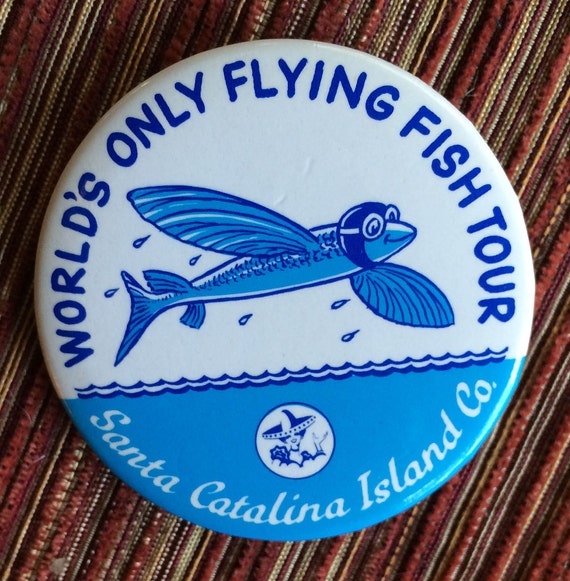 WORLD'S ONLY FLYING FISH TOUR
Santa Catalina Island Co.